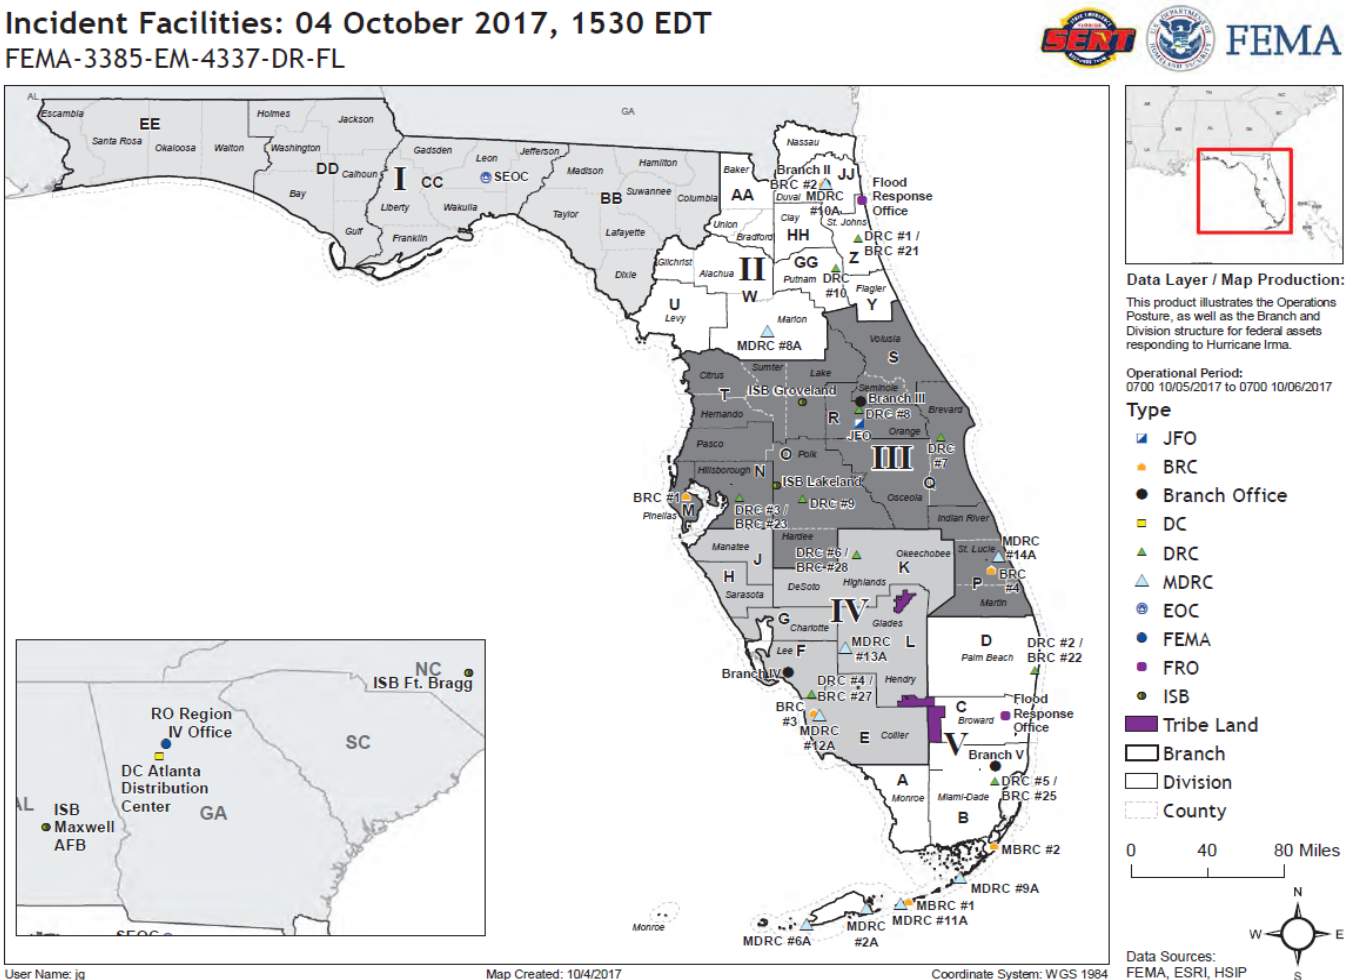 Incident Facilities: 04 October 2017, 1530 EDT
FEMA-3385-EM-4337-DR-FL
SERT
FEMA
AL
GA
Escambia
EE
Santa Rosa
Okaloosa
Walton
Holmes
Jackson
Washington
DD
Calhoun
Bay
Gulf
I
Gadsden
Leon
Jefferson
CC
SEOC
Liberty
Wakulla
Franklin
Madison
Hamilton
BB
Suwannee
Columbia
Taylor
Lafayette
Dixie
Nassau
Baker
Branch II
JJ
BRC #2
AA
Duval
MDRC
#10A
Flood
Response
Office
Union
Bradford
Clay
HH
St. Johns
DRC #1 /
BRC #21
Z
Gilchrist
Alachua
II
GG
Putnam
DRC
#10
W
Flagler
Y
U
Levy
Marion
MDRC #8A
Volusia
S
Citrus
Sumter
Lake
T
ISB Groveland
Seminole
Branch III
DRC #8
Brevard
Hernando
R
JFO
Orange
Pasco
O
Polk
III
DRC
#7
Hillsborough
N
ISB Lakeland
Q
Osceola
BRC #1
M
Pinellas
DRC #3 /
BRC #23
DRC #9
Indian River
Hardee
Manatee
J
DRC #6 /
BRC #28
Okeechobee
K
St. Lucie
MDRC
#14A
H
Sarasota
DeSoto
Highlands
P
BRC
#4
Martin
IV
G
Charlotte
Glades
L
D
Palm Beach
DRC #2 /
BRC #22
Lee
F
MDRC
#13A
Branch IV
DRC #4 /
BRC #27
Hendry
BRC
#3
MDRC
#12A
E
Collier
C
Broward
Flood
Response
Office
V
Branch V
A
Monroe
Miami-Dade
DRC #5 /
BRC #25
B
MBRC #2
MDRC #9A
MBRC #1
MDRC #11A
MDRC
#2A
MDRC #6A
Monroe
NC
ISB Ft. Bragg
RO Region
IV Office
SC
DC Atlanta
Distribution
Center
GA
AL
ISB
Maxwell
AFB
Data Layer / Map Production:
This product illustrates the Operations
Posture, as well as the Branch and
Division structure for federal assets
responding to Hurricane Irma.
Operational Period:
0700 10/05/2017 to 0700 10/06/2017
Type
JFO
BRC
Branch Office
DC
DRC
MDRC
EOC
FEMA
FRO
ISB
Tribe Land
Branch
Division
County
0 40 80 Miles
N
W E
S
Data Sources:
FEMA, ESRI, HSIP
User Name: jg
Map Created: 10/4/2017
Coordinate System: WGS 1984